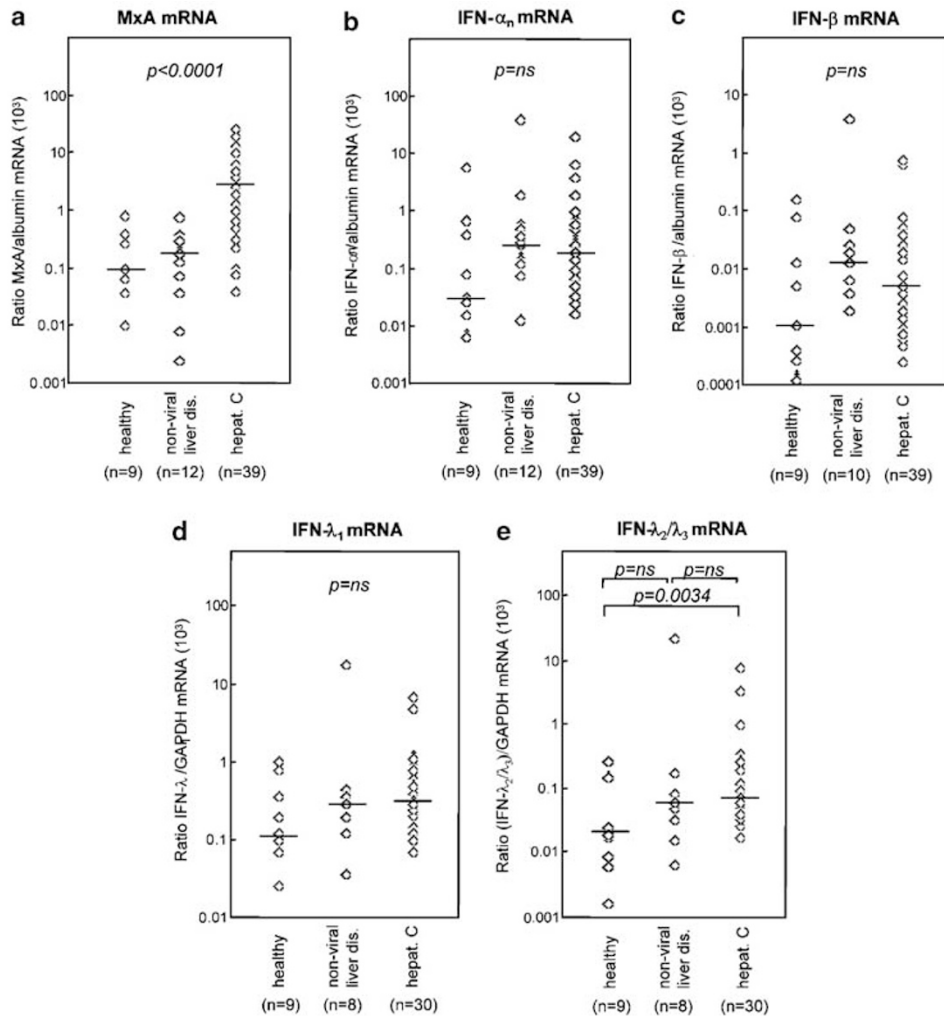 a
MxA mRNA
Ratio MxA/albumin mRNA (10³)
p<0.0001
100
10
1
0.1
0.01
0.001
healthy
non-viral
liver dis.
hepat. C
(n=9)
(n=12)
(n=39)
b
IFN-αₙ mRNA
Ratio IFN-αn/albumin mRNA (10³)
p=ns
100
10
1
0.1
0.01
0.001
healthy
non-viral
liver dis.
hepat. C
(n=9)
(n=12)
(n=39)
c
IFN-β mRNA
Ratio IFN-β/albumin mRNA (10³)
p=ns
10
1
0.1
0.01
0.001
0.0001
healthy
non-viral
liver dis.
hepat. C
(n=9)
(n=10)
(n=39)
d
IFN-λ₁ mRNA
Ratio IFN-λ/GAPDH mRNA (10³)
p=ns
100
10
1
0.1
0.01
healthy
non-viral
liver dis.
hepat. C
(n=9)
(n=8)
(n=30)
e
IFN-λ₂/λ₃ mRNA
Ratio (IFN-λ₂/λ₃)/GAPDH mRNA (10³)
p=ns
p=ns
p=0.0034
100
10
1
0.1
0.01
0.001
healthy
non-viral
liver dis.
hepat. C
(n=9)
(n=8)
(n=30)